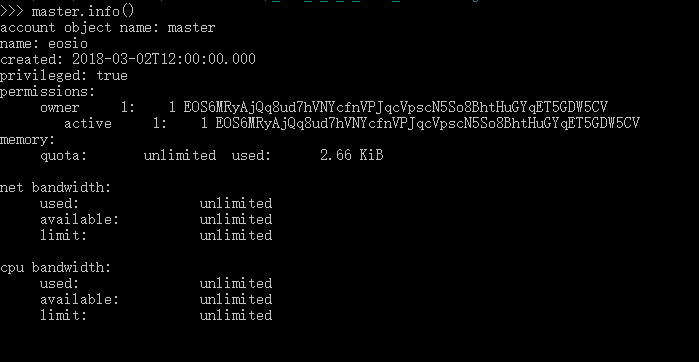 >>> master.info()
account object name: master
name: eosio
created: 2018-03-02T12:00:00.000
privileged: true
permissions:
owner 1: 1 EOS6MRyAjQq8ud7hVNYcfnVPJqcVpscN5So8BhtHuGYqET5GDW5CV
active 1: 1 EOS6MRyAjQq8ud7hVNYcfnVPJqcVpscN5So8BhtHuGYqET5GDW5CV
memory:
quota: unlimited used: 2.66 KiB
net bandwidth:
used: unlimited
available: unlimited
limit: unlimited
cpu bandwidth:
used: unlimited
available: unlimited
limit: unlimited